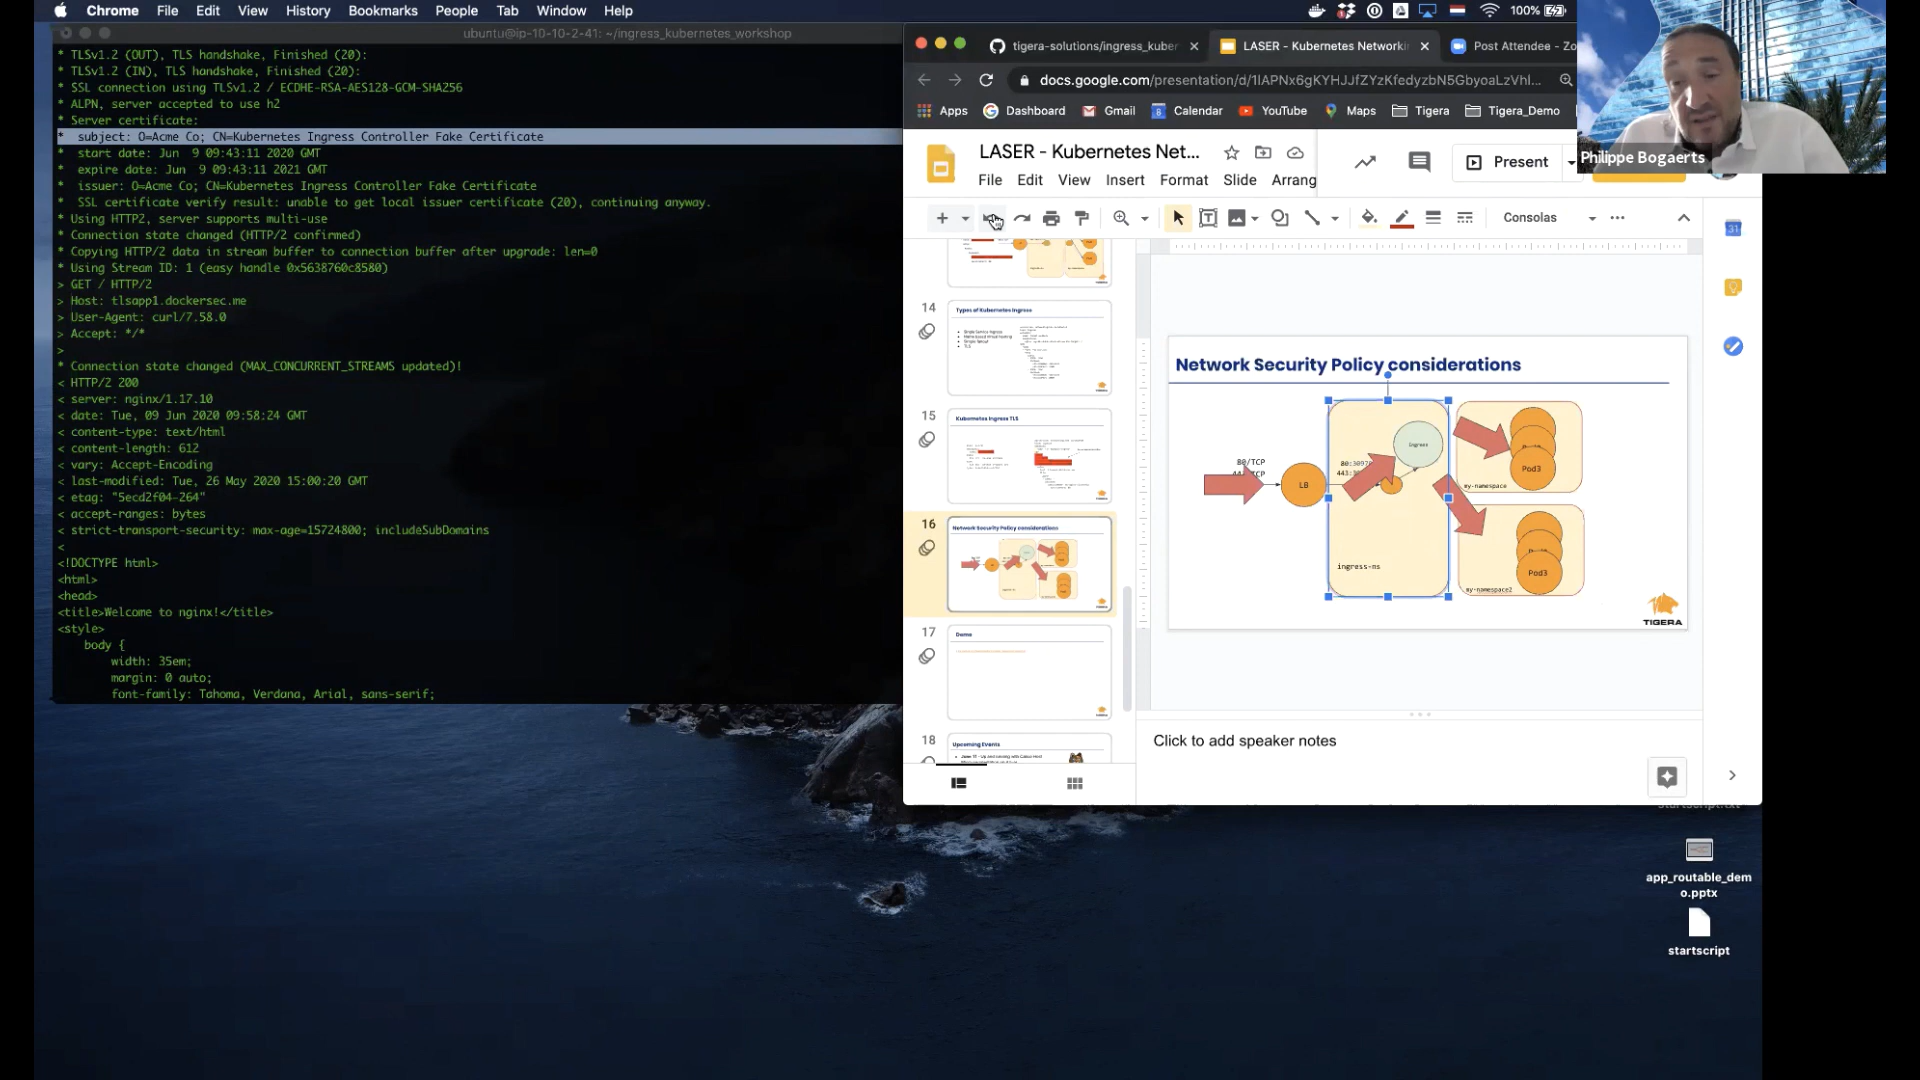 Chrome File Edit View History Bookmarks People Tab Window Help
100%
ubuntu@ip-10-10-2-41: ~/ingress_kubernetes_workshop
* TLSv1.2 (OUT), TLS handshake, Finished (20):
* TLSv1.2 (IN), TLS handshake, Finished (20):
* SSL connection using TLSv1.2 / ECDHE-RSA-AES128-GCM-SHA256
* ALPN, server accepted to use h2
* Server certificate:
*  subject: O=Acme Co; CN=Kubernetes Ingress Controller Fake Certificate
*  start date: Jun  9 09:43:11 2020 GMT
*  expire date: Jun  9 09:43:11 2021 GMT
*  issuer: O=Acme Co; CN=Kubernetes Ingress Controller Fake Certificate
*  SSL certificate verify result: unable to get local issuer certificate (20), continuing anyway.
* Using HTTP2, server supports multi-use
* Connection state changed (HTTP/2 confirmed)
* Copying HTTP/2 data in stream buffer to connection buffer after upgrade: len=0
* Using Stream ID: 1 (easy handle 0x5638760c8580)
> GET / HTTP/2
> Host: tlsapp1.dockersec.me
> User-Agent: curl/7.58.0
> Accept: */*
>
* Connection state changed (MAX_CONCURRENT_STREAMS updated)!
< HTTP/2 200
< server: nginx/1.17.10
< date: Tue, 09 Jun 2020 09:58:24 GMT
< content-type: text/html
< content-length: 612
< vary: Accept-Encoding
< last-modified: Tue, 26 May 2020 15:00:20 GMT
< etag: "5ecd2f04-264"
< accept-ranges: bytes
< strict-transport-security: max-age=15724800; includeSubDomains
<
<!DOCTYPE html>
<html>
<head>
<title>Welcome to nginx!</title>
<style>
body {
width: 35em;
margin: 0 auto;
font-family: Tahoma, Verdana, Arial, sans-serif;
tigera-solutions/ingress_kuber
LASER - Kubernetes Networki
Post Attendee - Zo
docs.google.com/presentation/d/1lAPNx6gKYHJJfZYzKfedyzbN5GbyoaLzVhl...
Apps Dashboard Gmail Calendar YouTube Maps Tigera Tigera_Demo
Philippe Bogaerts
LASER - Kubernetes Net...
Present
File Edit View Insert Format Slide Arrang
Consolas
31
14
Types of Kubernetes Ingress
15
Kubernetes Ingress TLS
16
Network Security Policy considerations
17
Demo
18
Upcoming Events
Network Security Policy considerations
80/TCP
LB
Ingress
Pod3
my-namespace
ingress-ns
Pod3
my-namespace2
TIGERA
Click to add speaker notes
app_routable_dem
o.pptx
startscript